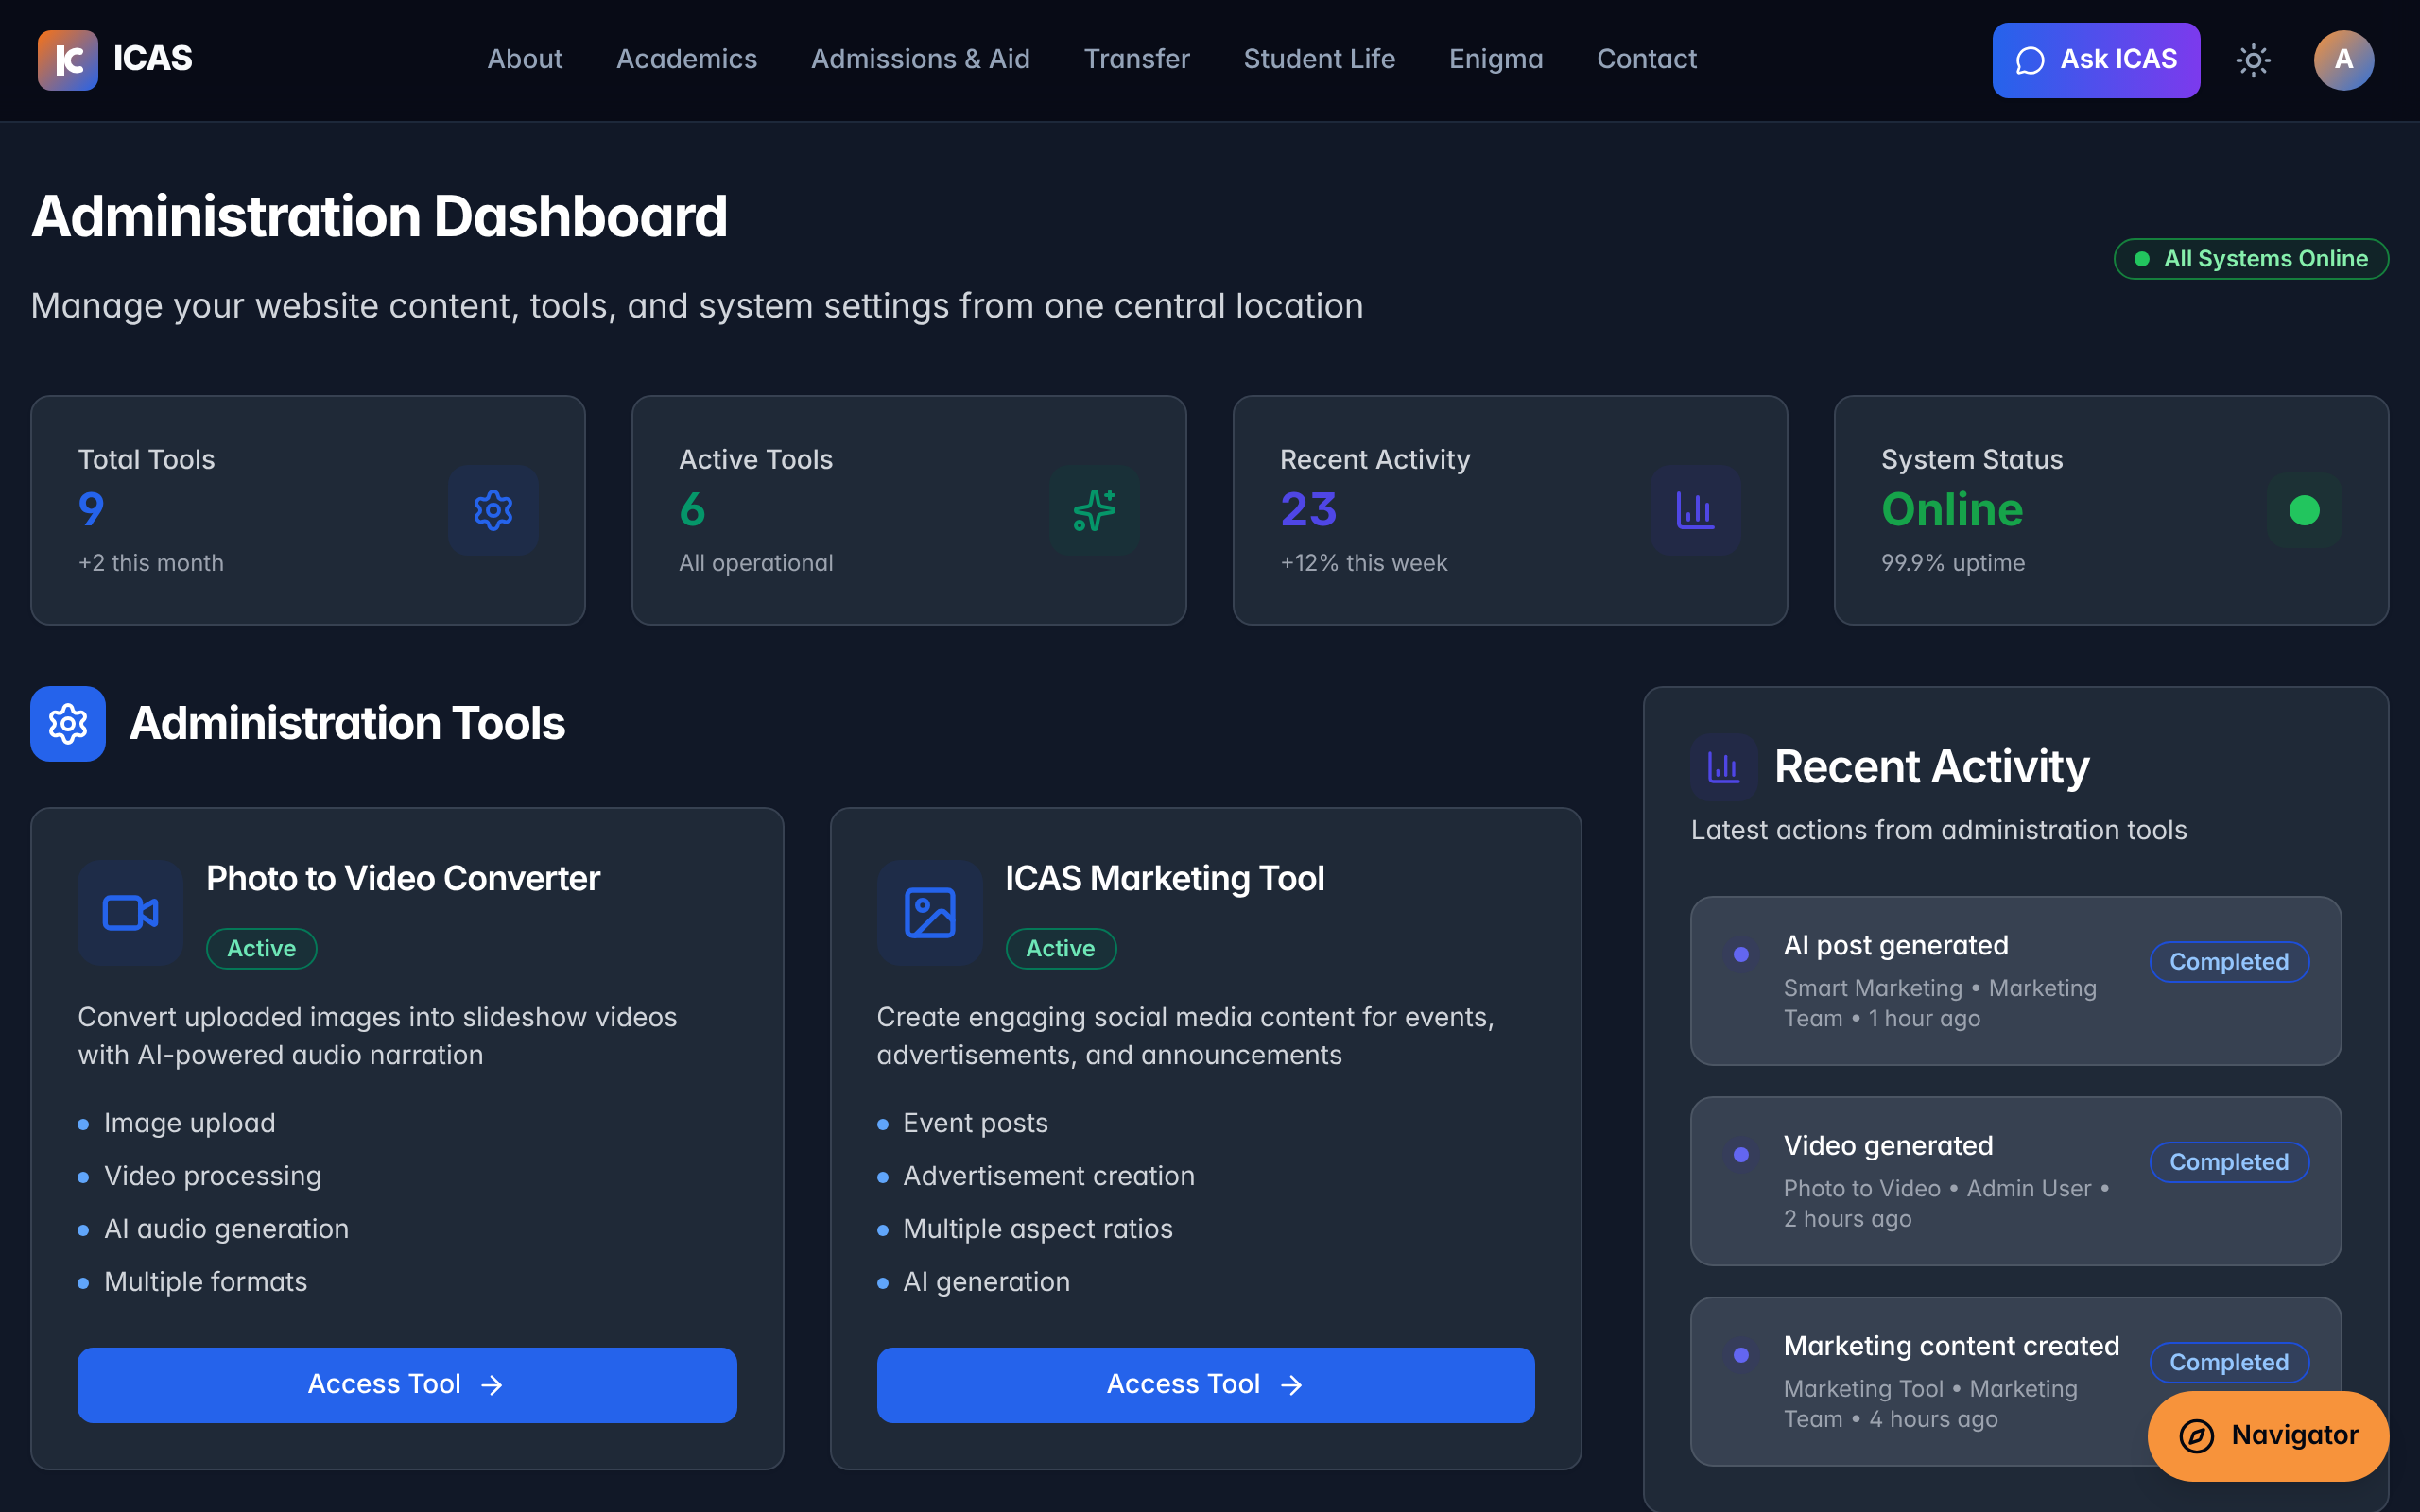 ICAS
About
Academics
Admissions & Aid
Transfer
Student Life
Enigma
Contact
Ask ICAS
A
Administration Dashboard
Manage your website content, tools, and system settings from one central location
All Systems Online
Total Tools
9
+2 this month
Active Tools
6
All operational
Recent Activity
23
+12% this week
System Status
Online
99.9% uptime
Administration Tools
Photo to Video Converter
Active
Convert uploaded images into slideshow videos
with AI-powered audio narration
Image upload
Video processing
AI audio generation
Multiple formats
Access Tool
ICAS Marketing Tool
Active
Create engaging social media content for events,
advertisements, and announcements
Event posts
Advertisement creation
Multiple aspect ratios
AI generation
Access Tool
Recent Activity
Latest actions from administration tools
AI post generated
Smart Marketing • Marketing
Team • 1 hour ago
Completed
Video generated
Photo to Video • Admin User •
2 hours ago
Completed
Marketing content created
Marketing Tool • Marketing
Team • 4 hours ago
Completed
Navigator